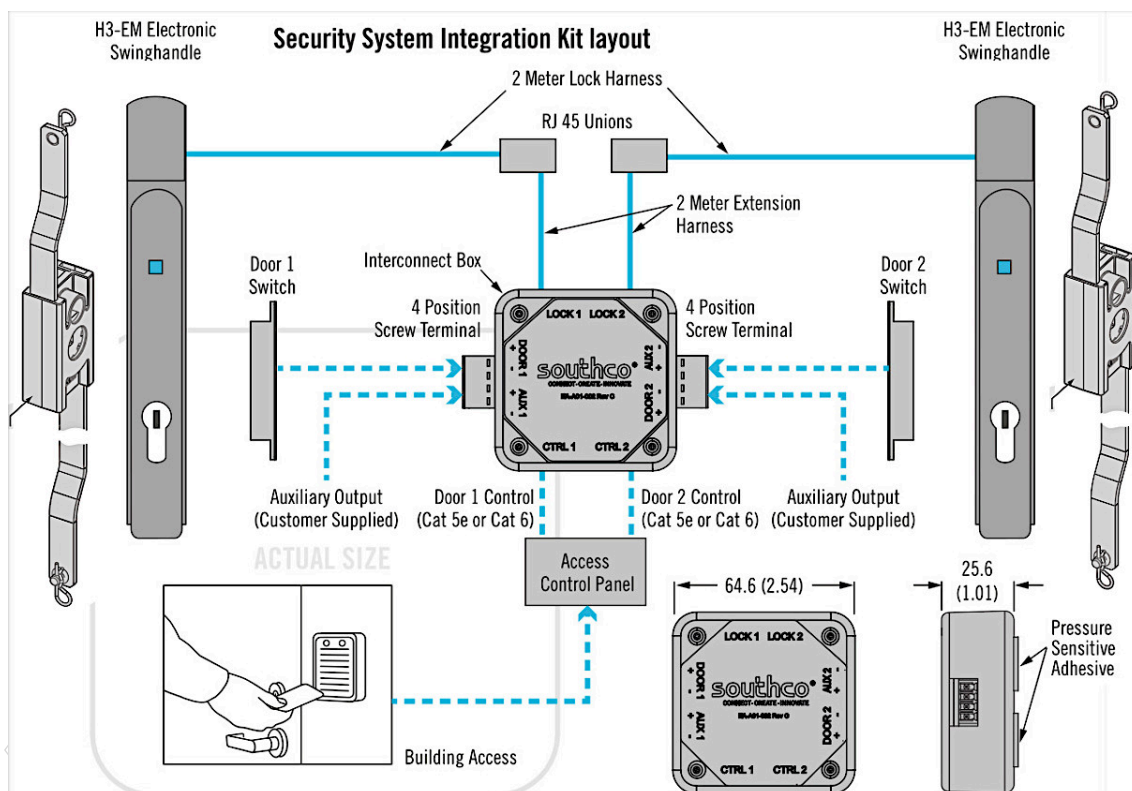 H3-EM Electronic
Swinghandle
Security System Integration Kit layout
H3-EM Electronic
Swinghandle
2 Meter Lock Harness
RJ 45 Unions
2 Meter Extension
Harness
Door 1
Switch
Interconnect Box
4 Position
Screw Terminal
4 Position
Screw Terminal
Door 2
Switch
LOCK 1 LOCK 2
+ DOOR 1 -
+ AUX 1 -
southco®
CONNECT·CREATE·INNOVATE
AUX 2 - +
DOOR 2 - +
CTRL 1 CTRL 2
Auxiliary Output
(Customer Supplied)
Door 1 Control
(Cat 5e or Cat 6)
Door 2 Control
(Cat 5e or Cat 6)
Auxiliary Output
(Customer Supplied)
ACTUAL SIZE
Access
Control Panel
Building Access
64.6 (2.54)
25.6
(1.01)
LOCK 1 LOCK 2
+ DOOR 1 -
+ AUX 1 -
southco®
CONNECT·CREATE·INNOVATE
AUX 2 - +
DOOR 2 - +
CTRL 1 CTRL 2
Pressure
Sensitive
Adhesive